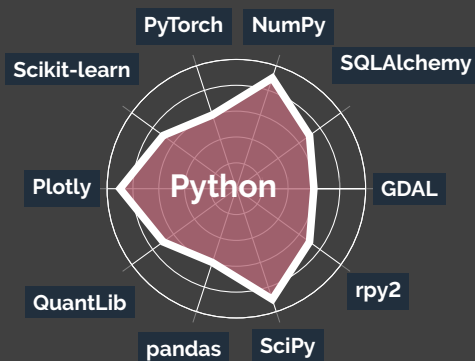 PyTorch
NumPy
Scikit-learn
SQLAlchemy
Plotly
Python
GDAL
QuantLib
rpy2
pandas
SciPy